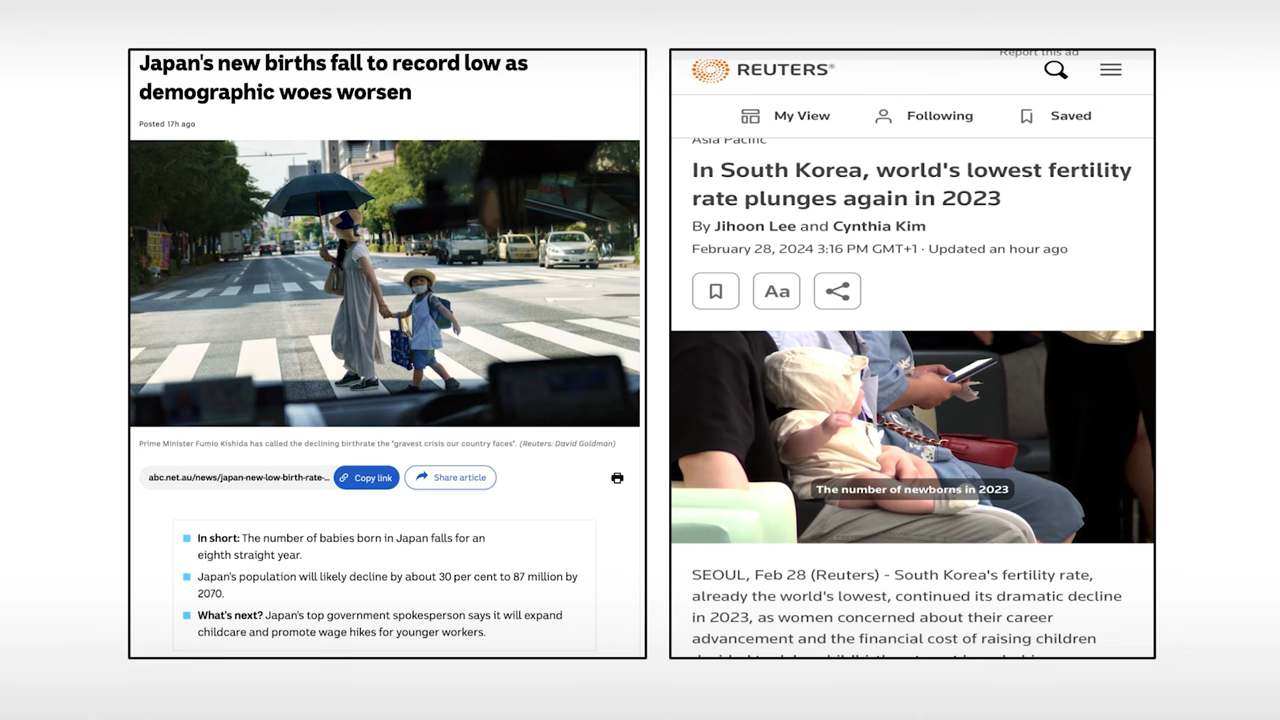 Japan's new births fall to record low as
demographic woes worsen
Posted 17h ago
Prime Minister Fumio Kishida has called the declining birthrate the "gravest crisis our country faces". (Reuters: David Goldman)
abc.net.au/news/japan-new-low-birth-rate-...
Copy link
Share article
In short: The number of babies born in Japan falls for an
eighth straight year.
Japan's population will likely decline by about 30 per cent to 87 million by
2070.
What's next? Japan's top government spokesperson says it will expand
childcare and promote wage hikes for younger workers.
Report this ad
REUTERS®
My View
Following
Saved
Asia Pacific
In South Korea, world's lowest fertility
rate plunges again in 2023
By Jihoon Lee and Cynthia Kim
February 28, 2024 3:16 PM GMT+1 · Updated an hour ago
Aa
The number of newborns in 2023
SEOUL, Feb 28 (Reuters) - South Korea's fertility rate,
already the world's lowest, continued its dramatic decline
in 2023, as women concerned about their career
advancement and the financial cost of raising children